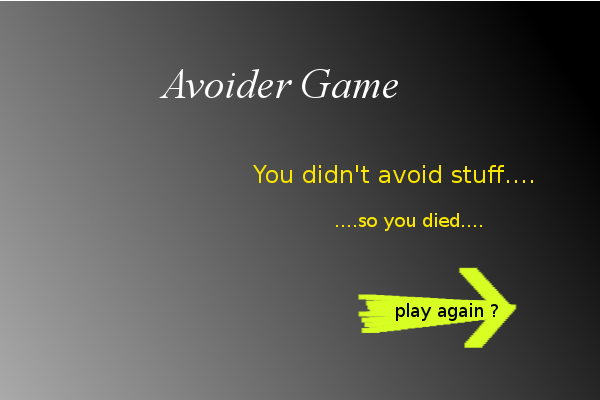 Avoider Game
You didn't avoid stuff....
....so you died....
play again ?